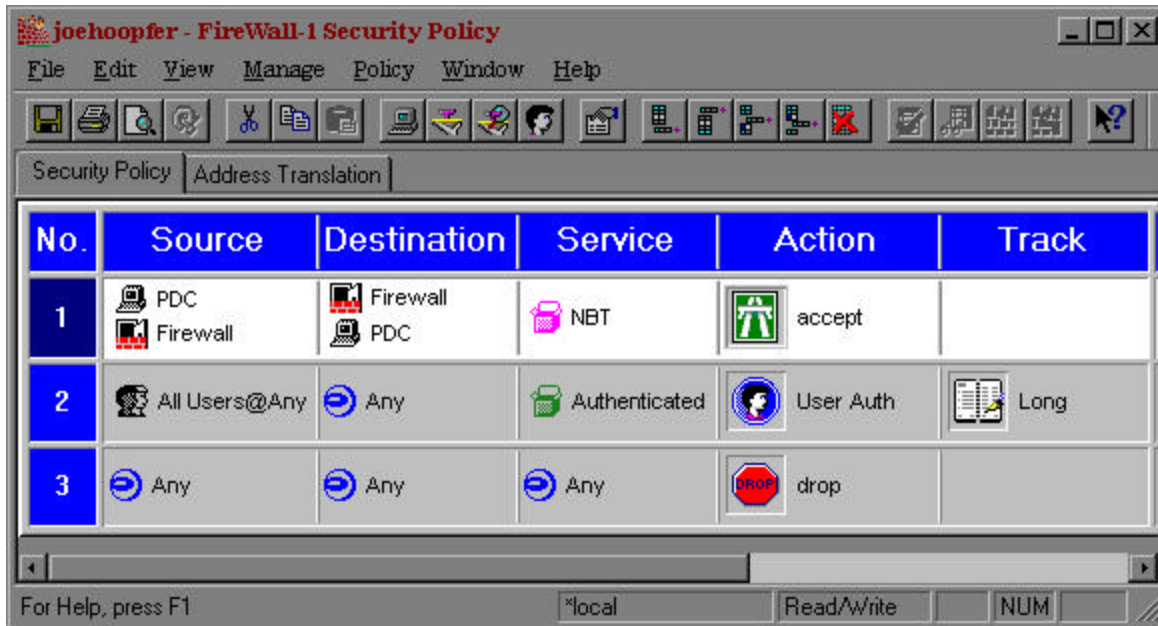 joehoopfer - FireWall-1 Security Policy
File Edit View Manage Policy Window Help
Security Policy Address Translation
No. Source Destination Service Action Track
1 PDC Firewall Firewall PDC NBT accept
2 All Users@Any Any Authenticated User Auth Long
3 Any Any Any DROP drop
For Help, press F1 *local Read/Write NUM